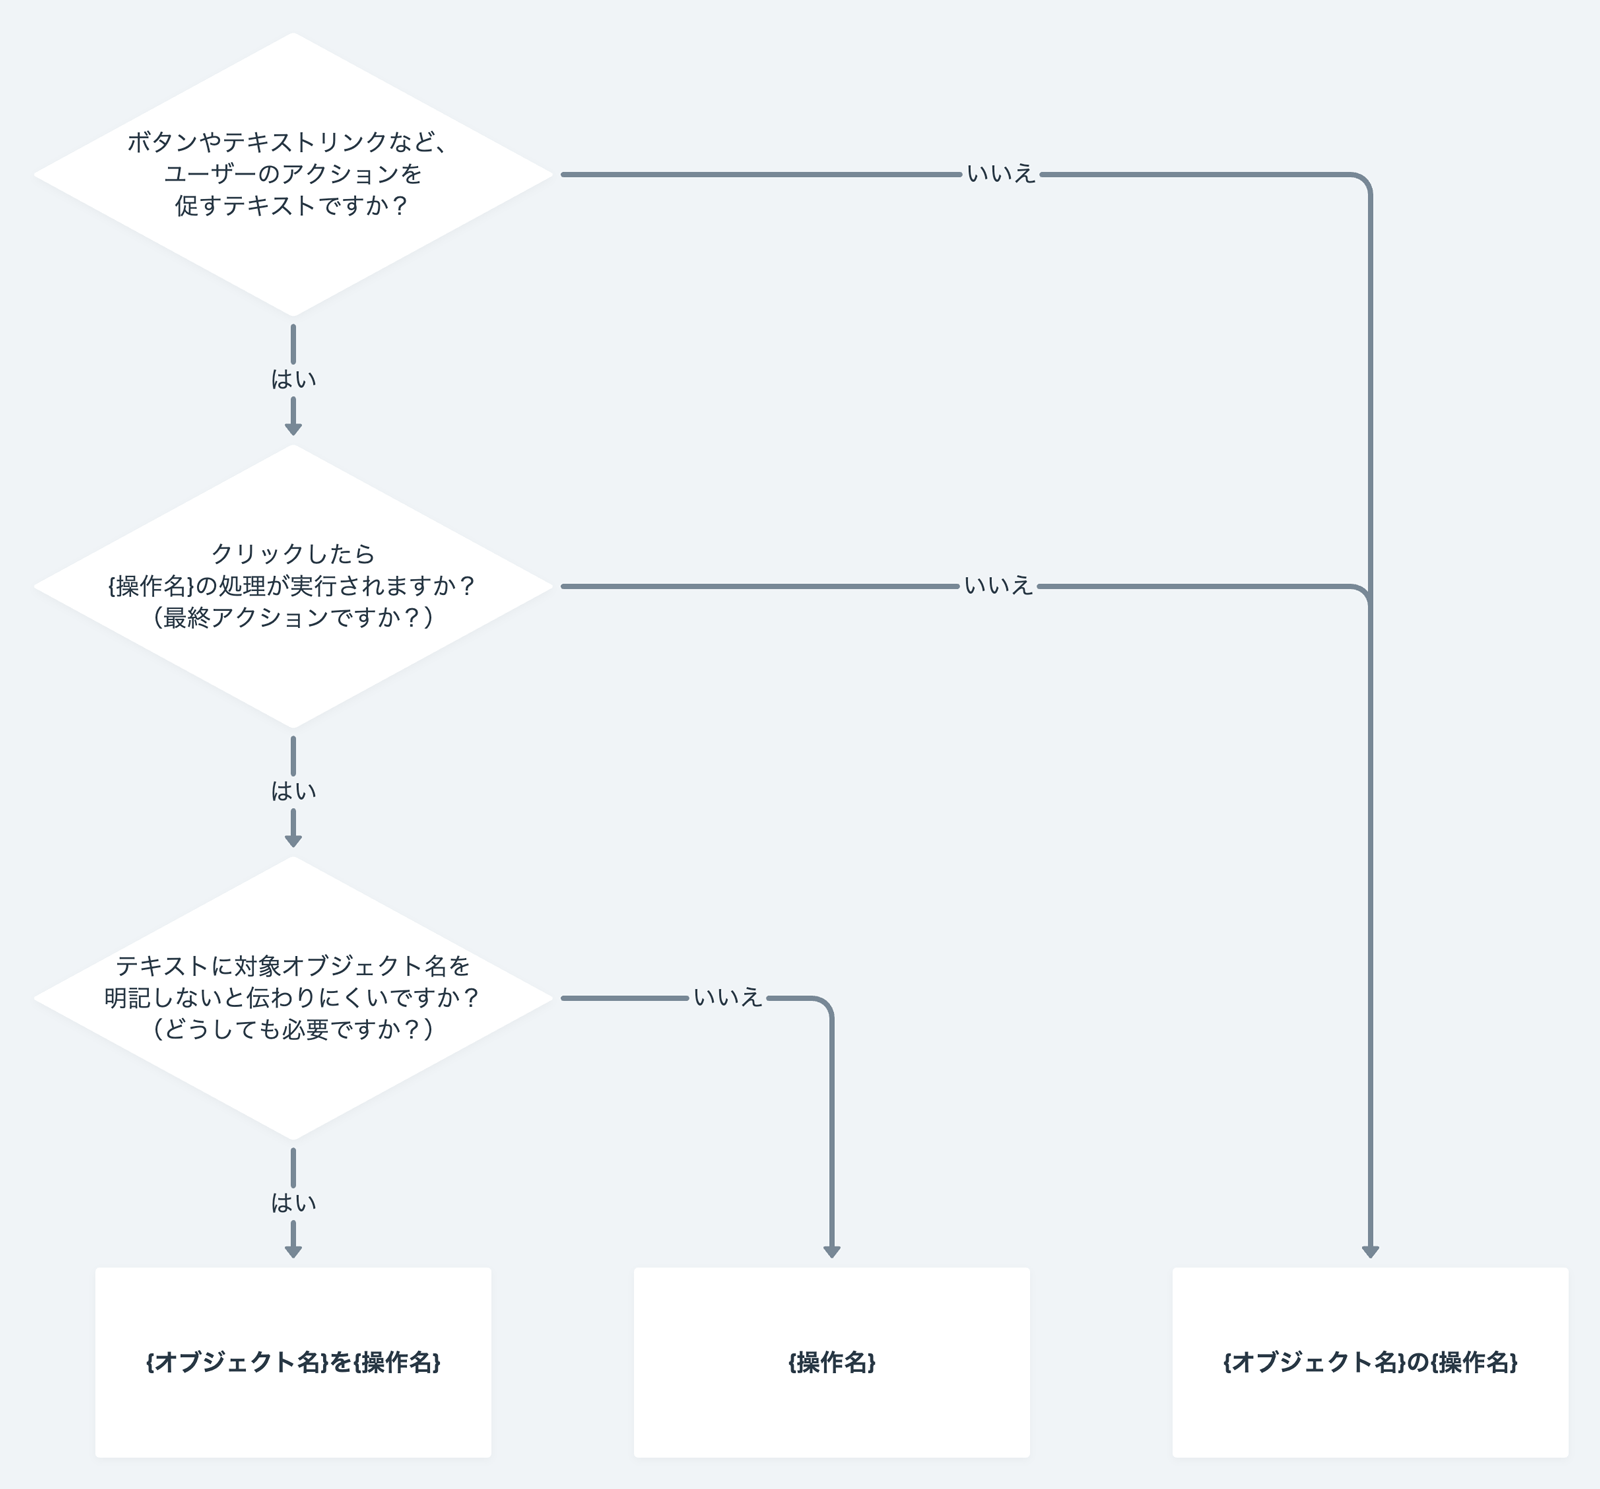 ボタンやテキストリンクなど、
ユーザーのアクションを
促すテキストですか？
いいえ
はい
クリックしたら
{操作名}の処理が実行されますか？
（最終アクションですか？）
いいえ
はい
テキストに対象オブジェクト名を
明記しないと伝わりにくいですか？
（どうしても必要ですか？）
いいえ
はい
{オブジェクト名}を{操作名}
{操作名}
{オブジェクト名}の{操作名}